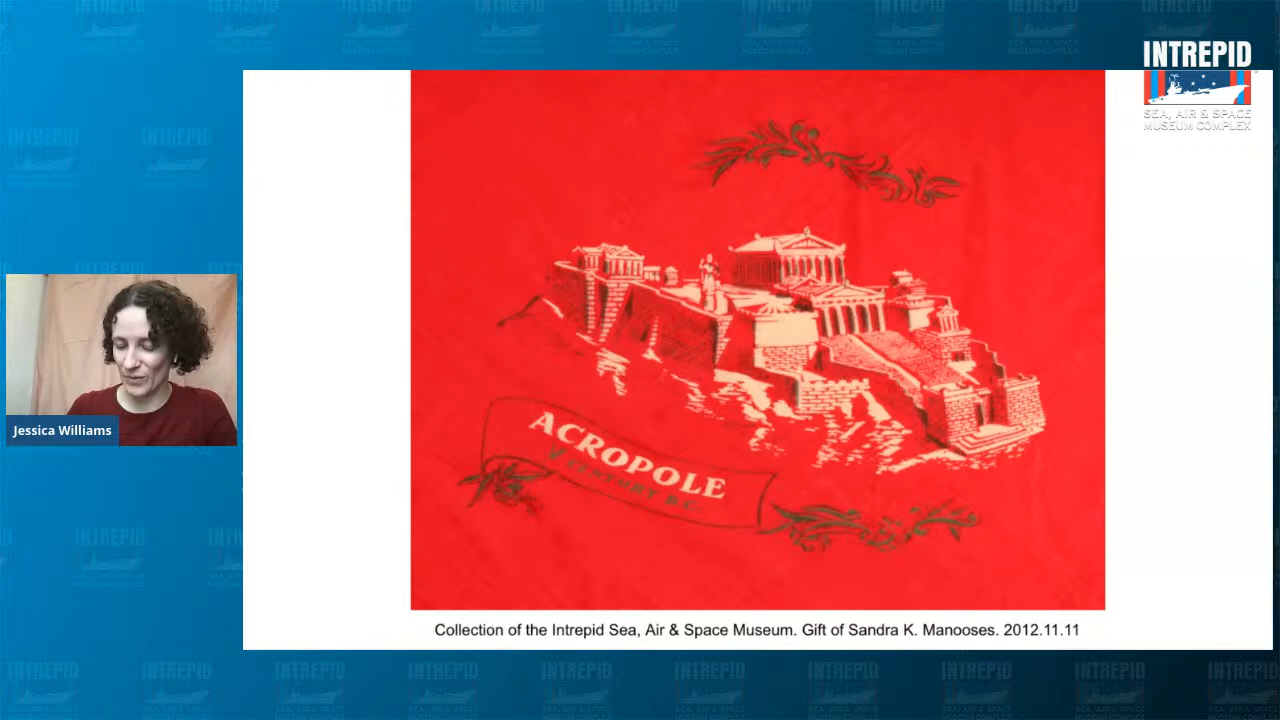 INTREPID
SEA, AIR & SPACE
MUSEUM COMPLEX
ACROPOLE
V CENTURY B.C.
Jessica Williams
Collection of the Intrepid Sea, Air & Space Museum. Gift of Sandra K. Manooses. 2012.11.11